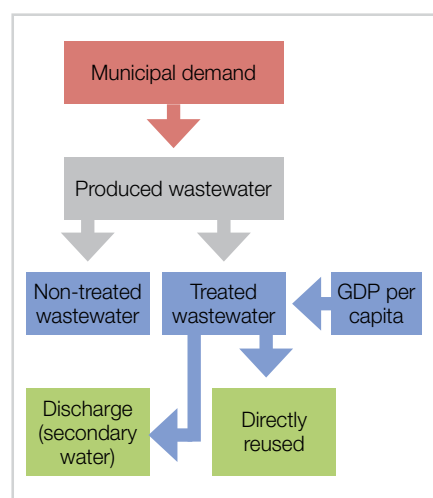 Municipal demand
Produced wastewater
Non-treated
wastewater
Treated
wastewater
GDP per
capita
Discharge
(secondary
water)
Directly
reused